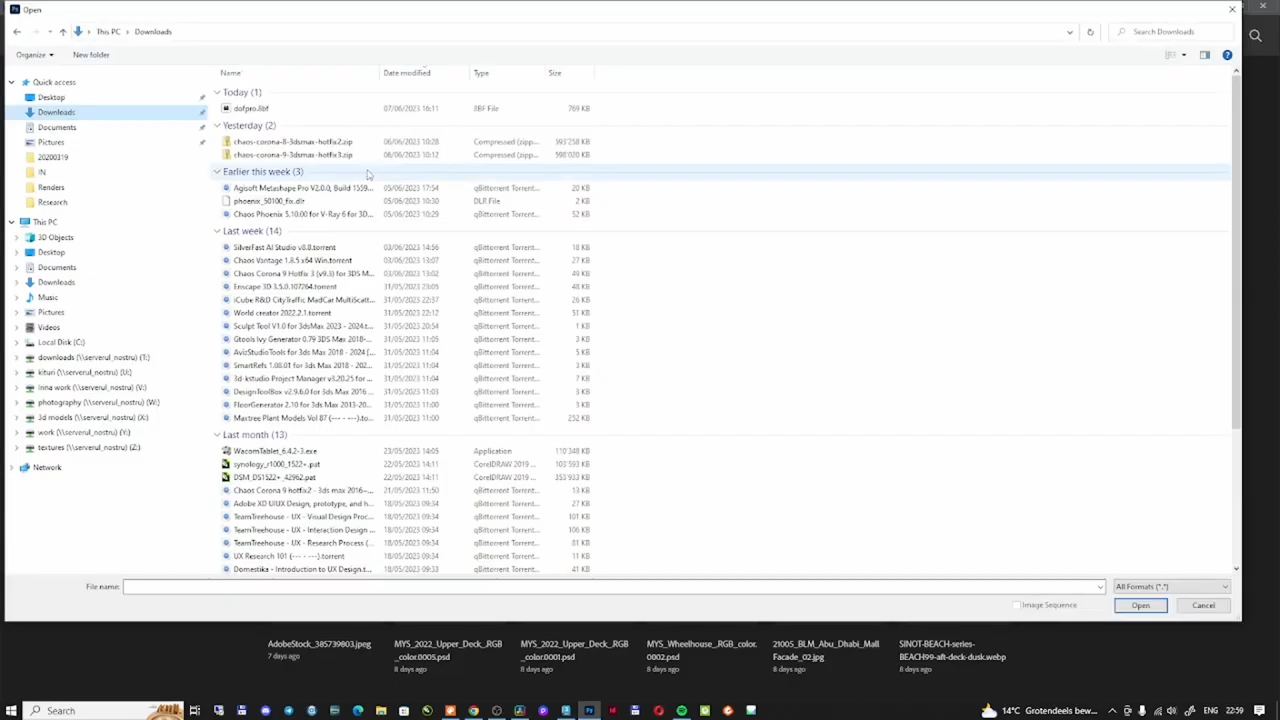 Open
This PC Downloads
Search Downloads
Organize New folder
Name Date modified Type Size
Quick access
Desktop
Downloads
Documents
Pictures
20200319
IN
Renders
Research
This PC
3D Objects
Desktop
Documents
Downloads
Music
Pictures
Videos
Local Disk (C:)
downloads (\\serverul_nostru) (T:)
kituri (\\serverul_nostru) (U:)
Inna work (\\serverul_nostru) (V:)
photography (\\serverul_nostru) (W:)
3d models (\\serverul_nostru) (X:)
work (\\serverul_nostru) (Y:)
textures (\\serverul_nostru) (Z:)
Network
Today (1)
dofpro.8bf 07/06/2023 16:11 8BF File 769 KB
Yesterday (2)
chaos-corona-8-3dsmax-hotfix2.zip 06/06/2023 10:28 Compressed (zipp... 593'258 KB
chaos-corona-9-3dsmax-hotfix3.zip 06/06/2023 10:12 Compressed (zipp... 598'020 KB
Earlier this week (3)
Agisoft Metashape Pro V2.0.0, Build 1559... 05/06/2023 17:54 qBittorrent Torrent... 20 KB
phoenix_50100_fix.dlr 05/06/2023 10:30 DLR File 2 KB
Chaos Phoenix 5.10.00 for V-Ray 6 for 3D... 05/06/2023 10:29 qBittorrent Torrent... 52 KB
Last week (14)
SilverFast AI Studio v8.8.torrent 03/06/2023 14:56 qBittorrent Torrent... 18 KB
Chaos Vantage 1.8.5 x64 Win.torrent 03/06/2023 13:07 qBittorrent Torrent... 27 KB
Chaos Corona 9 Hotfix 3 (v9.3) for 3DS M... 03/06/2023 13:02 qBittorrent Torrent... 49 KB
Enscape 3D 3.5.0.107264.torrent 31/05/2023 23:05 qBittorrent Torrent... 48 KB
iCube R&D CityTraffic MadCar MultiScatt... 31/05/2023 22:37 qBittorrent Torrent... 26 KB
World creator 2022.2.1.torrent 31/05/2023 22:12 qBittorrent Torrent... 51 KB
Sculpt Tool V1.0 for 3dsMax 2023 - 2024.t... 31/05/2023 20:54 qBittorrent Torrent... 1 KB
Gtools Ivy Generator 0.79 3DS Max 2018-... 31/05/2023 11:05 qBittorrent Torrent... 3 KB
AvizStudioTools for 3ds Max 2018 - 2024 [... 31/05/2023 11:04 qBittorrent Torrent... 5 KB
SmartRefs 1.08.01 for 3ds Max 2018 - 202... 31/05/2023 11:04 qBittorrent Torrent... 3 KB
3d-kstudio Project Manager v3.20.25 for ... 31/05/2023 11:04 qBittorrent Torrent... 4 KB
DesignToolBox v2.9.6.0 for 3ds Max 2016 ... 31/05/2023 11:03 qBittorrent Torrent... 3 KB
FloorGenerator 2.10 for 3ds Max 2013-20... 31/05/2023 11:00 qBittorrent Torrent... 3 KB
Maxtree Plant Models Vol 87 (--- - ---).to... 31/05/2023 11:00 qBittorrent Torrent... 252 KB
Last month (13)
WacomTablet_6.4.2-3.exe 23/05/2023 14:05 Application 110'348 KB
synology_r1000_1522+.pat 22/05/2023 14:11 CorelDRAW 2019 ... 103'593 KB
DSM_DS1522+_42962.pat 22/05/2023 14:11 CorelDRAW 2019 ... 353'933 KB
Chaos Corona 9 hotfix2 - 3ds max 2016-... 21/05/2023 11:50 qBittorrent Torrent... 13 KB
Adobe XD UIUX Design, prototype, and h... 18/05/2023 09:34 qBittorrent Torrent... 27 KB
TeamTreehouse - UX - Visual Design Proc... 18/05/2023 09:34 qBittorrent Torrent... 101 KB
TeamTreehouse - UX - Interaction Design ... 18/05/2023 09:34 qBittorrent Torrent... 106 KB
TeamTreehouse - UX - Research Process (... 18/05/2023 09:34 qBittorrent Torrent... 81 KB
UX Research 101 (--- - ---).torrent 18/05/2023 09:34 qBittorrent Torrent... 11 KB
Domestika - Introduction to UX Design.t... 18/05/2023 09:33 qBittorrent Torrent... 41 KB
File name: All Formats (*.*)
Image Sequence Open Cancel
AdobeStock_385739803.jpeg
7 days ago
MYS_2022_Upper_Deck_RGB
_color.0005.psd
8 days ago
MYS_2022_Upper_Deck_RGB
_color.0001.psd
8 days ago
MYS_Wheelhouse_RGB_color.
0002.psd
8 days ago
21005_BLM_Abu_Dhabi_Mall
Facade_02.jpg
8 days ago
SINOT-BEACH-series-
BEACH99-aft-deck-dusk.webp
8 days ago
Search 14°C Grotendeels bew... ENG 22:59